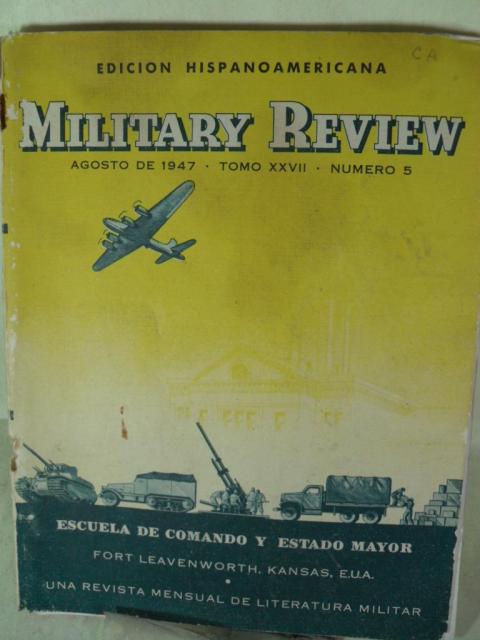 CA
EDICION HISPANOAMERICANA
MILITARY REVIEW
AGOSTO DE 1947 · TOMO XXVII · NUMERO 5
ESCUELA DE COMANDO Y ESTADO MAYOR
FORT LEAVENWORTH, KANSAS, E.U.A.
•
UNA REVISTA MENSUAL DE LITERATURA MILITAR